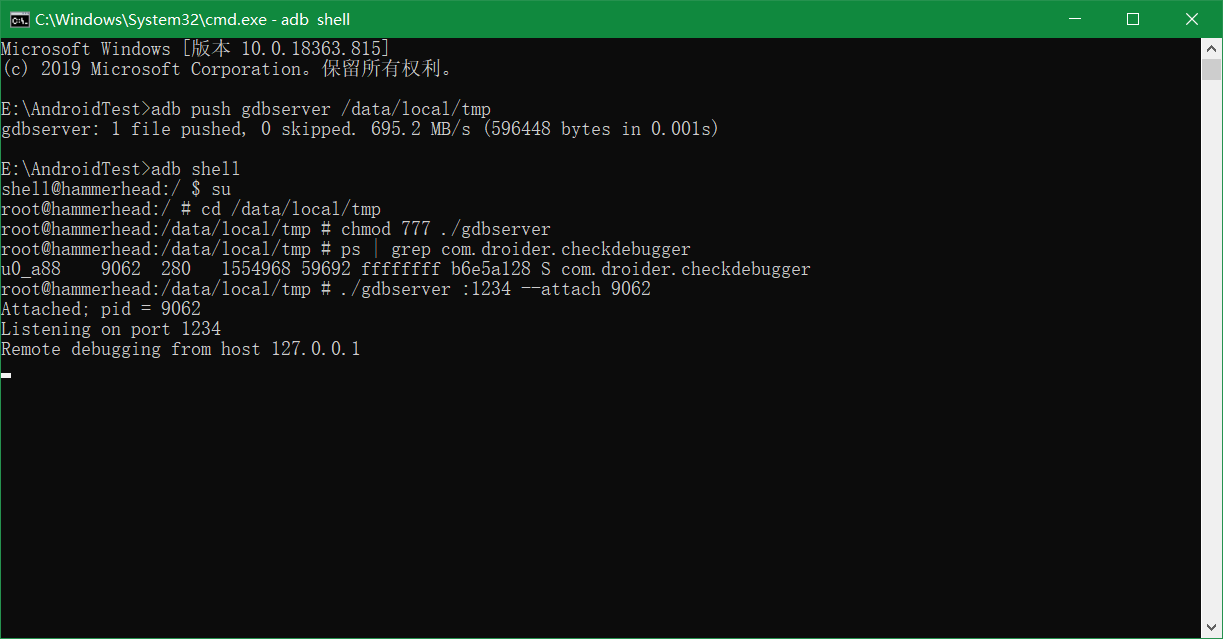 C:\Windows\System32\cmd.exe - adb  shell
Microsoft Windows [版本 10.0.18363.815]
(c) 2019 Microsoft Corporation。保留所有权利。
E:\AndroidTest>adb push gdbserver /data/local/tmp
gdbserver: 1 file pushed, 0 skipped. 695.2 MB/s (596448 bytes in 0.001s)
E:\AndroidTest>adb shell
shell@hammerhead:/ $ su
root@hammerhead:/ # cd /data/local/tmp
root@hammerhead:/data/local/tmp # chmod 777 ./gdbserver
root@hammerhead:/data/local/tmp # ps | grep com.droider.checkdebugger
u0_a88    9062  280   1554968 59692 ffffffff b6e5a128 S com.droider.checkdebugger
root@hammerhead:/data/local/tmp # ./gdbserver :1234 --attach 9062
Attached; pid = 9062
Listening on port 1234
Remote debugging from host 127.0.0.1